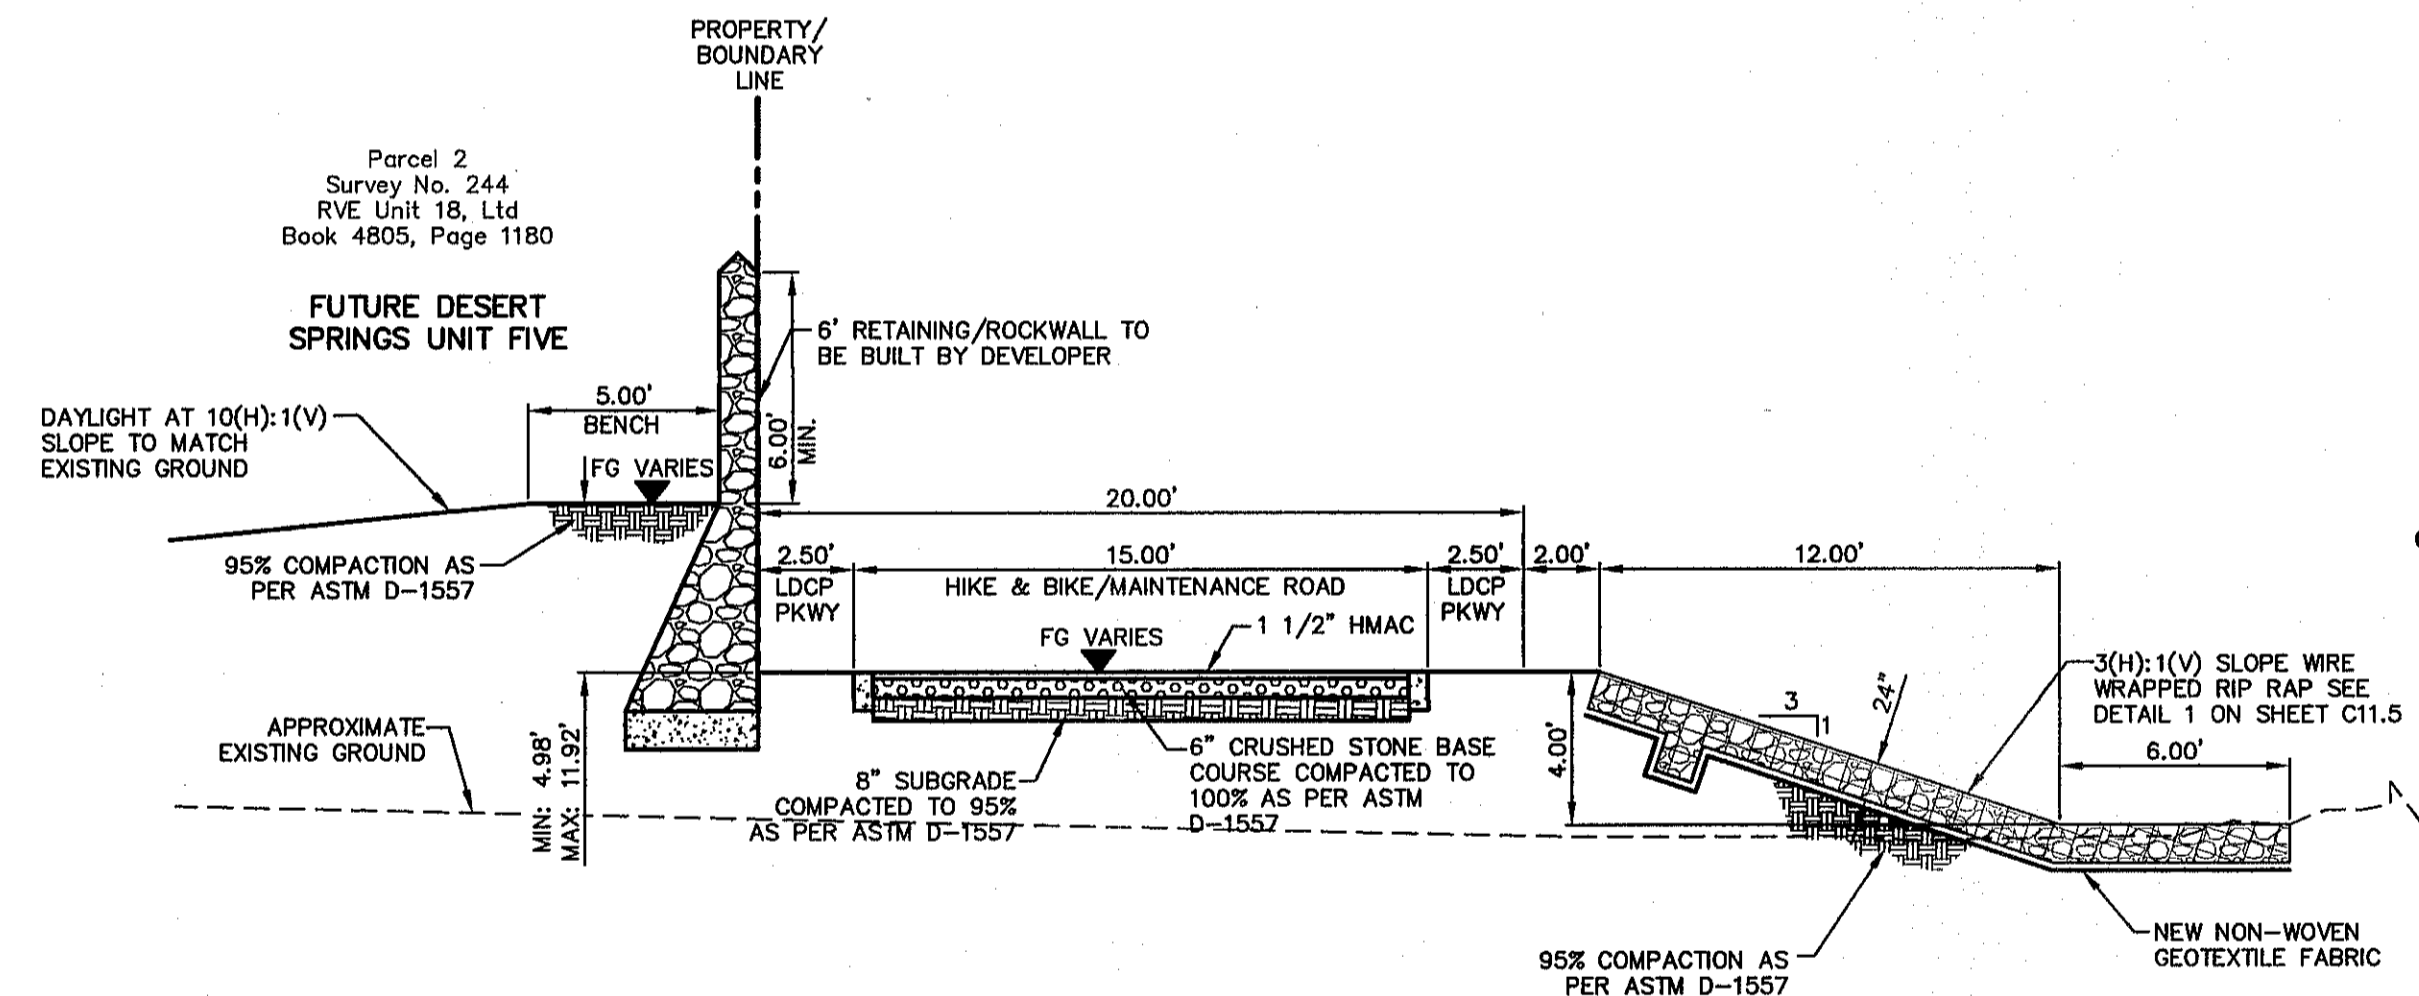 PROPERTY/
BOUNDARY
LINE
Parcel 2
Survey No. 244
RVE Unit 18, Ltd
Book 4805, Page 1180
FUTURE DESERT
SPRINGS UNIT FIVE
6' RETAINING/ROCKWALL TO
BE BUILT BY DEVELOPER
6.00'
MIN.
5.00'
BENCH
DAYLIGHT AT 10(H):1(V)
SLOPE TO MATCH
EXISTING GROUND
FG VARIES
95% COMPACTION AS
PER ASTM D-1557
20.00'
2.50'
LDCP
PKWY
15.00'
HIKE & BIKE/MAINTENANCE ROAD
2.50'
LDCP
PKWY
2.00'
12.00'
FG VARIES
1 1/2" HMAC
APPROXIMATE
EXISTING GROUND
MIN: 4.98'
MAX: 11.92'
8" SUBGRADE
COMPACTED TO 95%
AS PER ASTM D-1557
6" CRUSHED STONE BASE
COURSE COMPACTED TO
100% AS PER ASTM
D-1557
4.00'
3
1
24"
3(H):1(V) SLOPE WIRE
WRAPPED RIP RAP SEE
DETAIL 1 ON SHEET C11.5
6.00'
95% COMPACTION AS
PER ASTM D-1557
NEW NON-WOVEN
GEOTEXTILE FABRIC